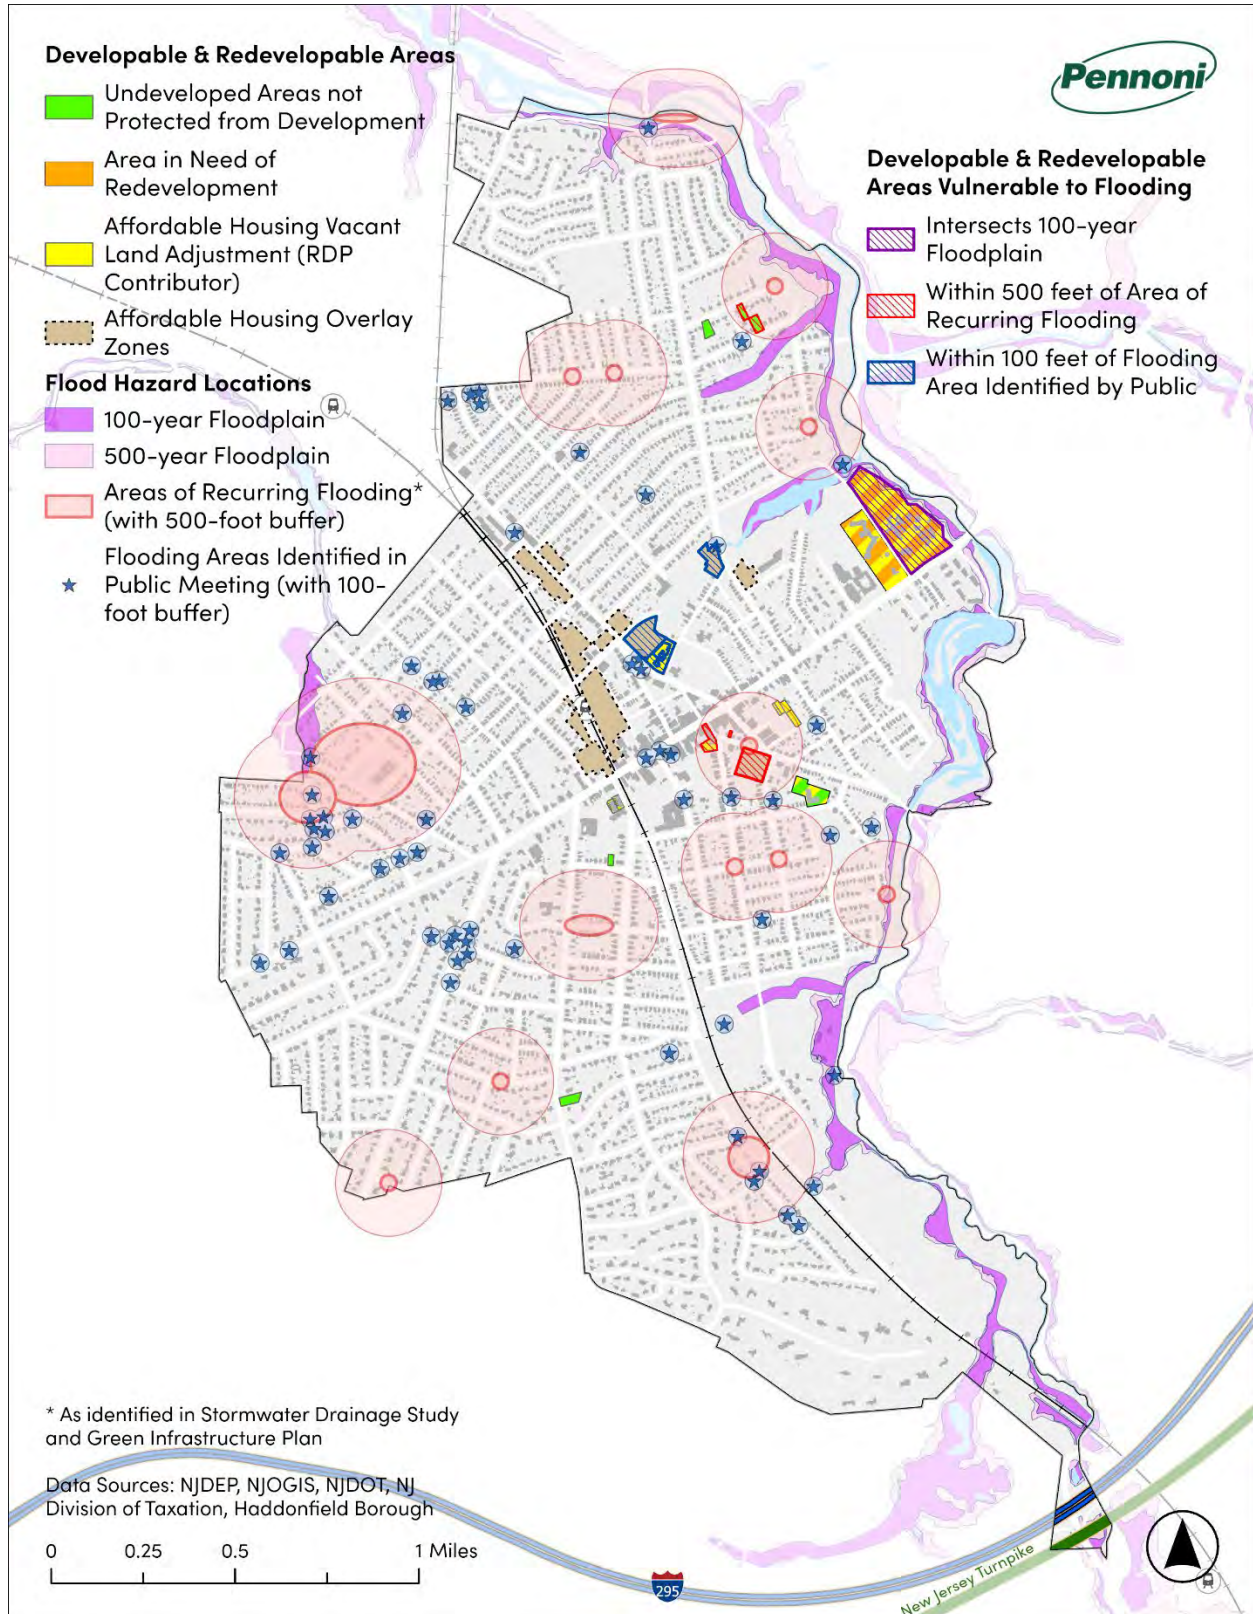 Developable & Redevelopable Areas
Undeveloped Areas not
Protected from Development
Area in Need of
Redevelopment
Affordable Housing Vacant
Land Adjustment (RDP
Contributor)
Affordable Housing Overlay
Zones
Flood Hazard Locations
100-year Floodplain
500-year Floodplain
Areas of Recurring Flooding*
(with 500-foot buffer)
Flooding Areas Identified in
Public Meeting (with 100-
foot buffer)
Pennoni
Developable & Redevelopable
Areas Vulnerable to Flooding
Intersects 100-year
Floodplain
Within 500 feet of Area of
Recurring Flooding
Within 100 feet of Flooding
Area Identified by Public
* As identified in Stormwater Drainage Study
and Green Infrastructure Plan
Data Sources: NJDEP, NJOGIS, NJDOT, NJ
Division of Taxation, Haddonfield Borough
0 0.25 0.5 1 Miles
295
New Jersey Turnpike